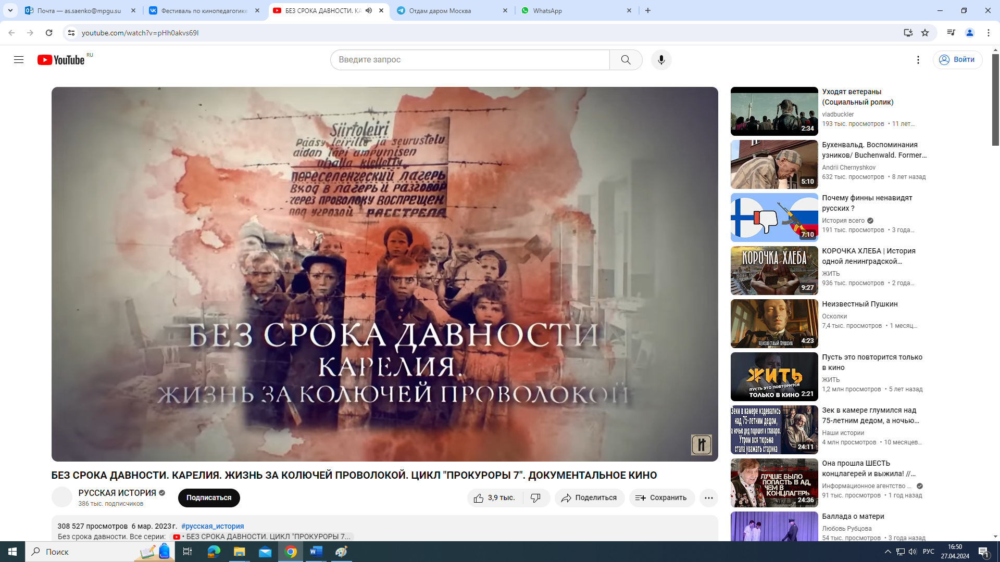 Почта — as.saenko@mpgu.su
Фестиваль по кинопедагогике
БЕЗ СРОКА ДАВНОСТИ. КА
Отдам даром Москва
WhatsApp
youtube.com/watch?v=pHh0akvs69I
YouTube RU
Введите запрос
Войти
Siirtoleiri
Pääsy leirille ja seurustelu
aidan läpi ampumisen
uhalla kielletty.
Переселенческий лагерь
вход в лагерь и разговор
через проволоку воспрещен
под угрозой РАССТРЕЛА
БЕЗ СРОКА ДАВНОСТИ
КАРЕЛИЯ.
ЖИЗНЬ ЗА КОЛЮЧЕЙ ПРОВОЛОКОЙ
БЕЗ СРОКА ДАВНОСТИ. КАРЕЛИЯ. ЖИЗНЬ ЗА КОЛЮЧЕЙ ПРОВОЛОКОЙ. ЦИКЛ "ПРОКУРОРЫ 7". ДОКУМЕНТАЛЬНОЕ КИНО
РУССКАЯ ИСТОРИЯ
386 тыс. подписчиков
Подписаться
3,9 тыс.
Поделиться
Сохранить
308 527 просмотров 6 мар. 2023 г. #русская_история
Без срока давности. Все серии: • БЕЗ СРОКА ДАВНОСТИ. ЦИКЛ "ПРОКУРОРЫ 7...
2:34
Уходят ветераны
(Социальный ролик)
vladbuckler
193 тыс. просмотров • 11 лет...
5:10
Бухенвальд. Воспоминания
узников/ Buchenwald. Former...
Andrii Chernyshkov
632 тыс. просмотров • 8 лет назад
7:10
Почему финны ненавидят
русских ?
История всего
191 тыс. просмотров • 3 года...
КОРОЧКА ХЛЕБА
9:27
КОРОЧКА ХЛЕБА | История
одной ленинградской...
ЖИТЬ
936 тыс. просмотров • 2 года...
НЕИЗВЕСТНЫЙ ПУШКИН
4:23
Неизвестный Пушкин
Осколки
7,4 тыс. просмотров • 1 месяц...
ЖИТЬ
ПУСТЬ ЭТО ПОВТОРИТСЯ
ТОЛЬКО В КИНО
2:21
Пусть это повторится только
в кино
ЖИТЬ
1,2 млн просмотров • 5 лет назад
Зеки в камере издевались
над 75-летним дедом,
а ночью дед подошел к главарю.
Утром вся тюрьма
стала уважать старика
24:11
Зек в камере глумился над
75-летним дедом, а ночью...
Наши истории
4 млн просмотров • 10 месяцев...
ЛУЧШЕ БЫЛО
ПОПАСТЬ В АД,
ЧЕМ В
КОНЦЛАГЕРЬ
24:36
Она прошла ШЕСТЬ
концлагерей и выжила! //...
Информационное агентство ...
91 тыс. просмотров • 1 год назад
Баллада о матери
Любовь Рубцова
54 тыс. просмотров • 3 года назад
Поиск
РУС
16:50
27.04.2024
1